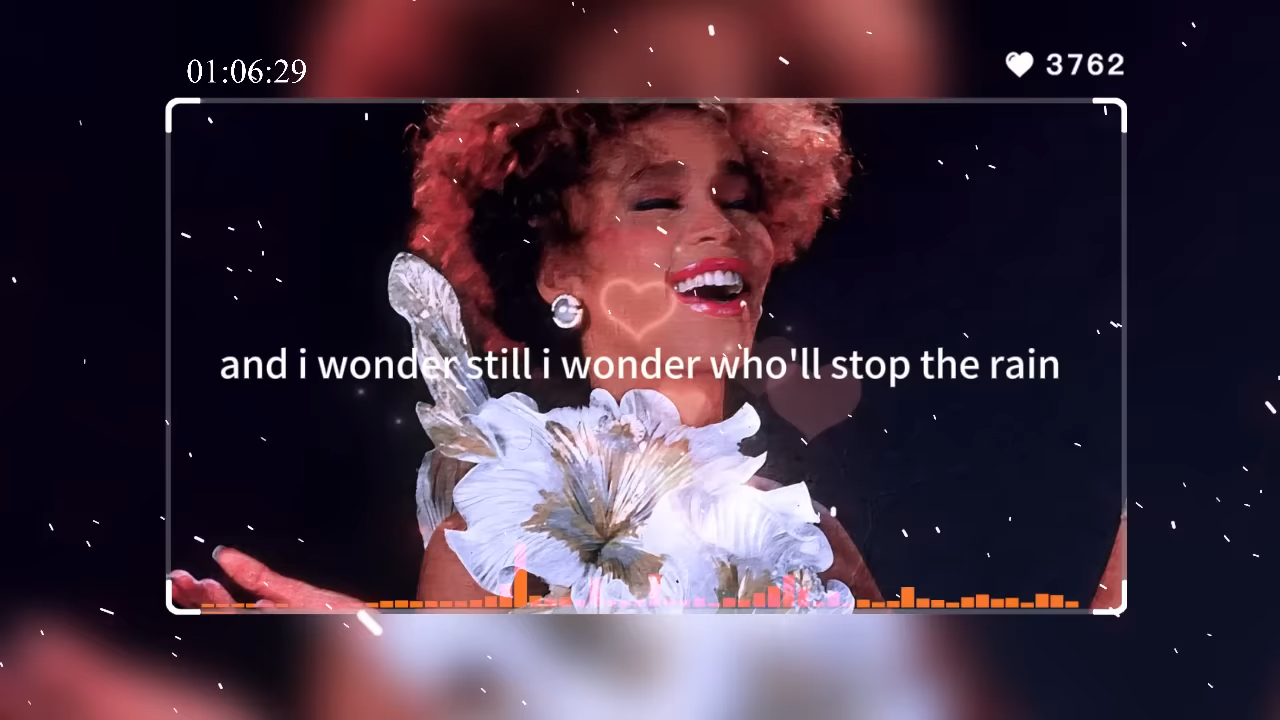 01:06:29
3762
and i wonder still i wonder who'll stop the rain